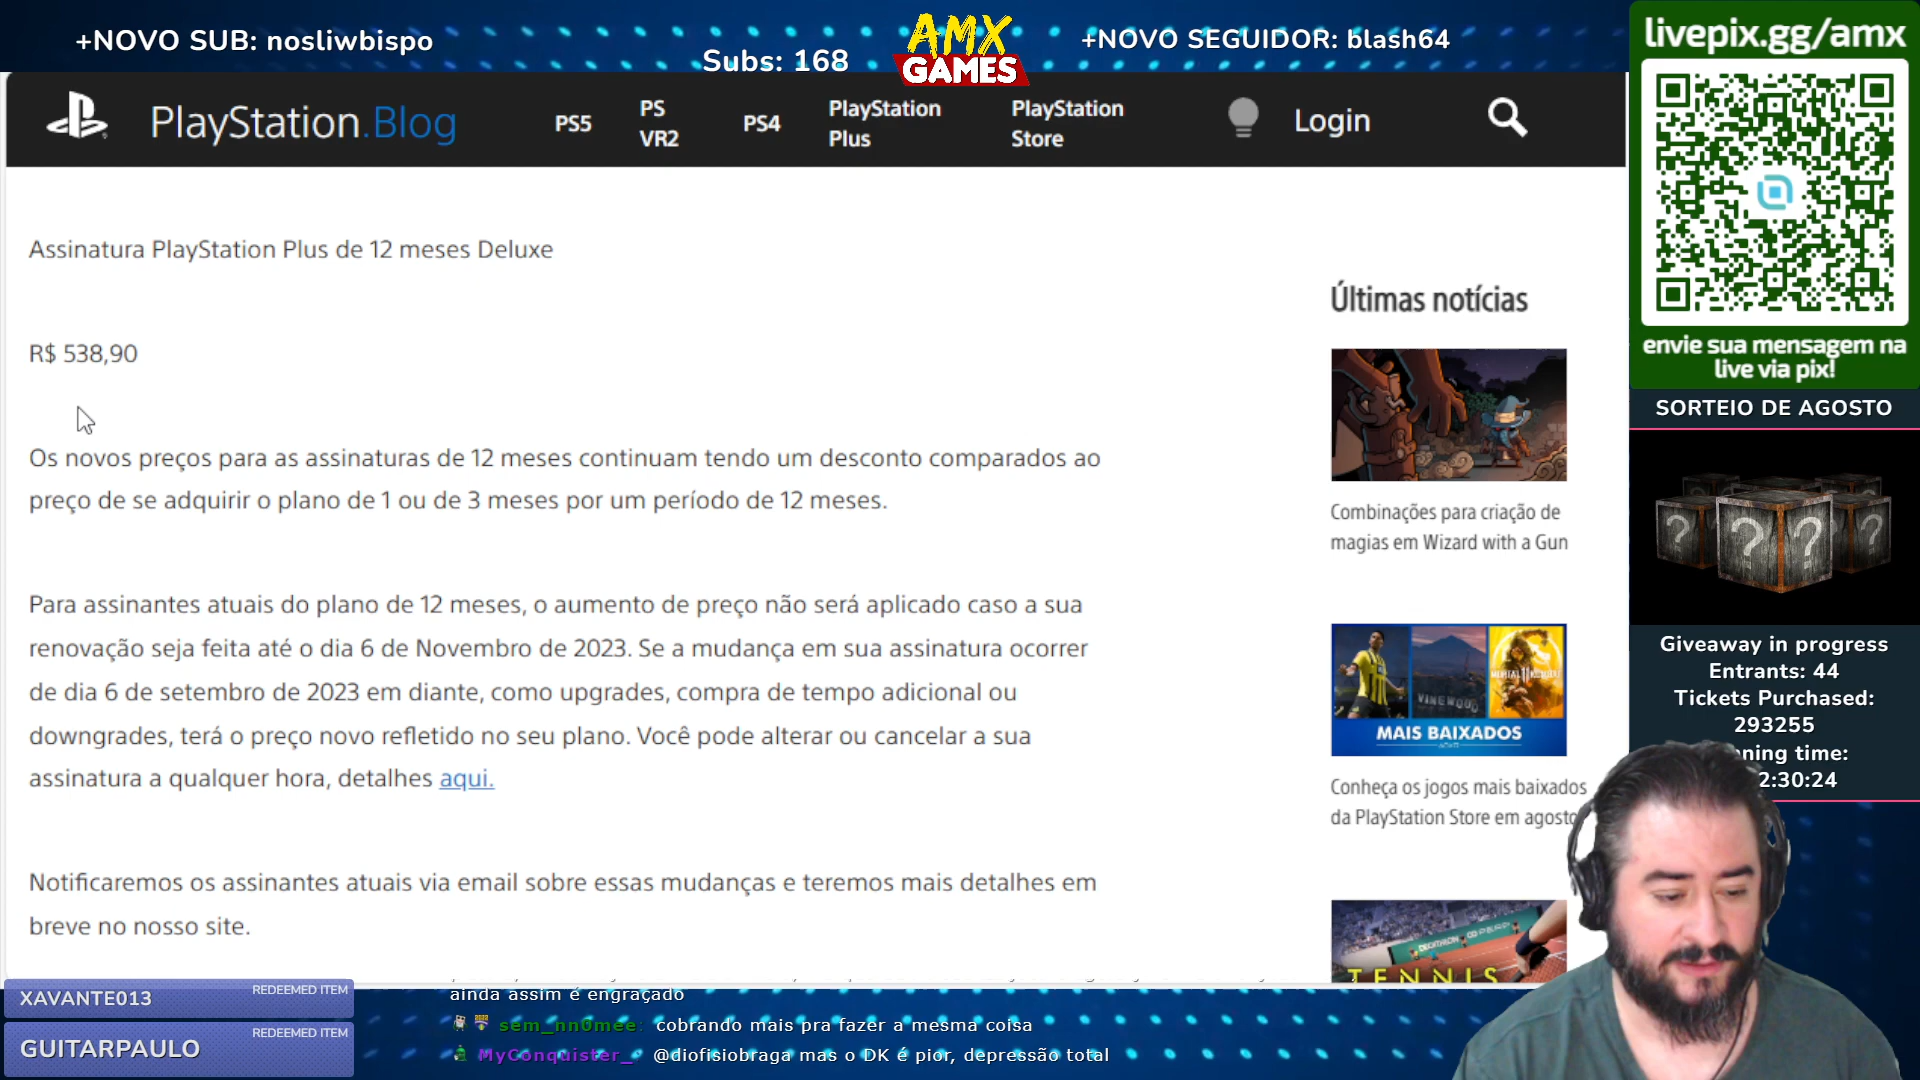 +NOVO SUB: nosliwbispo
Subs: 168
AMX
GAMES
+NOVO SEGUIDOR: blash64
livepix.gg/amx
PlayStation.Blog
PS5
PS
VR2
PS4
PlayStation
Plus
PlayStation
Store
Login
Assinatura PlayStation Plus de 12 meses Deluxe
R$ 538,90
Os novos preços para as assinaturas de 12 meses continuam tendo um desconto comparados ao
preço de se adquirir o plano de 1 ou de 3 meses por um período de 12 meses.
Para assinantes atuais do plano de 12 meses, o aumento de preço não será aplicado caso a sua
renovação seja feita até o dia 6 de Novembro de 2023. Se a mudança em sua assinatura ocorrer
de dia 6 de setembro de 2023 em diante, como upgrades, compra de tempo adicional ou
downgrades, terá o preço novo refletido no seu plano. Você pode alterar ou cancelar a sua
assinatura a qualquer hora, detalhes aqui.
Notificaremos os assinantes atuais via email sobre essas mudanças e teremos mais detalhes em
breve no nosso site.
Últimas notícias
Combinações para criação de
magias em Wizard with a Gun
VINEWOOD
MORTAL KOMBAT
MAIS BAIXADOS
Conheça os jogos mais baixados
da PlayStation Store em agosto
TENNIS
envie sua mensagem na
live via pix!
SORTEIO DE AGOSTO
? ? ? ?
Giveaway in progress
Entrants: 44
Tickets Purchased:
293255
ning time:
2:30:24
XAVANTE013
REDEEMED ITEM
GUITARPAULO
REDEEMED ITEM
ainda assim é engraçado
sem_nn0mee: cobrando mais pra fazer a mesma coisa
MyConquister_: @diofisiobraga mas o DK é pior, depressão total